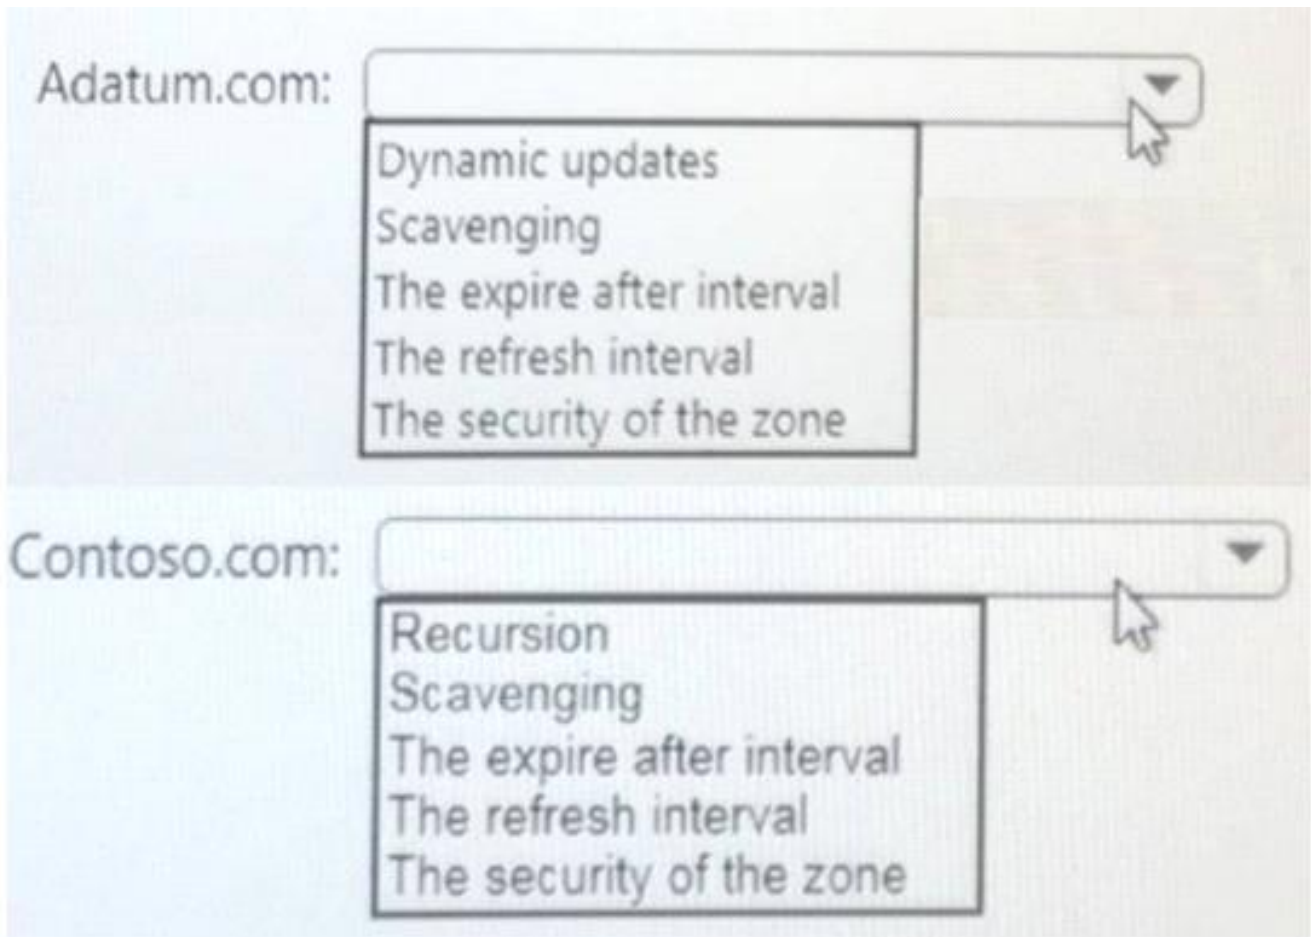 Adatum.com:
Dynamic updates
Scavenging
The expire after interval
The refresh interval
The security of the zone
Contoso.com:
Recursion
Scavenging
The expire after interval
The refresh interval
The security of the zone